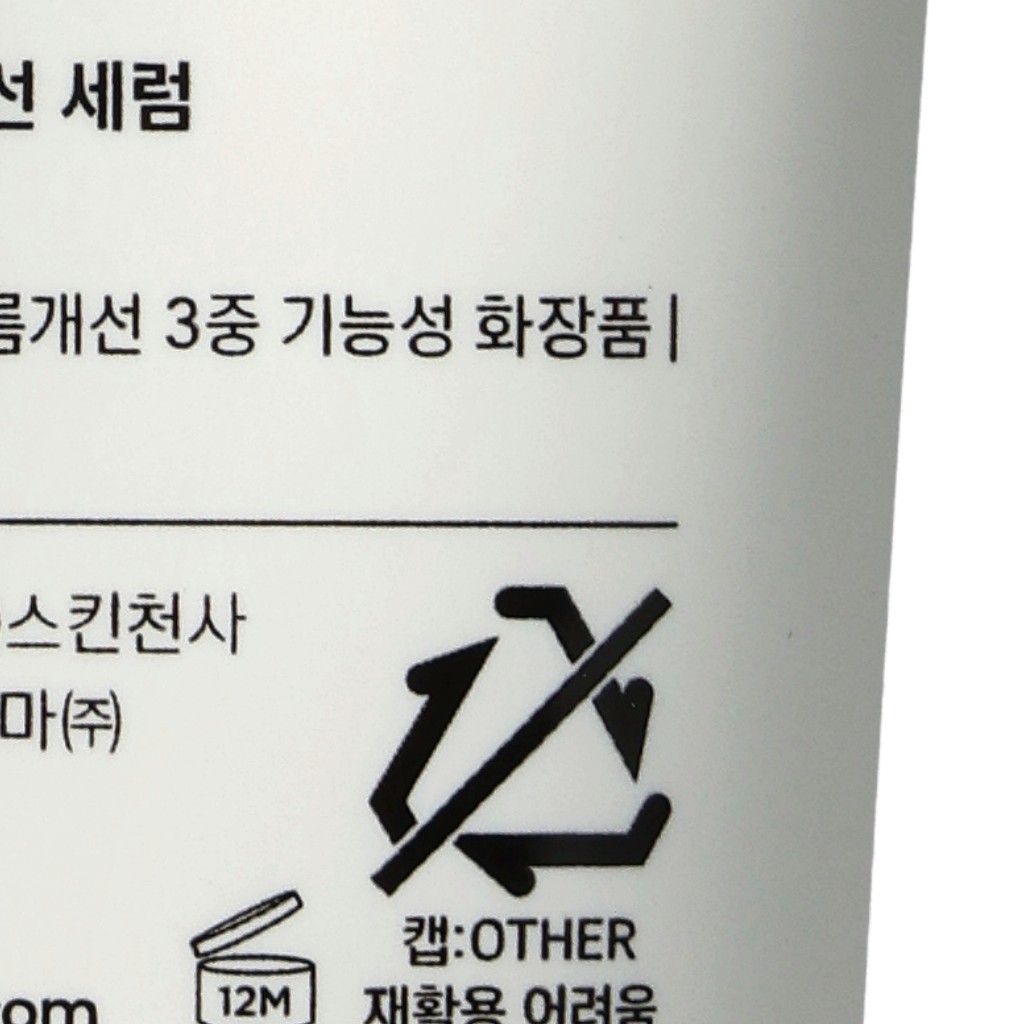 선 세럼
름개선 3중 기능성 화장품|
스킨천사
마㈜
캡:OTHER
12M
재활용 어려움